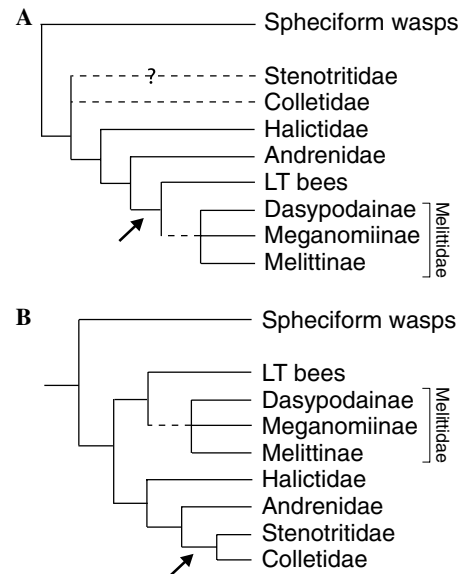 A
Spheciform wasps
?
Stenotritidae
Colletidae
Halictidae
Andrenidae
LT bees
Dasypodainae
Meganomiinae
Melittinae
Melittidae
B
Spheciform wasps
LT bees
Dasypodainae
Meganomiinae
Melittinae
Melittidae
Halictidae
Andrenidae
Stenotritidae
Colletidae